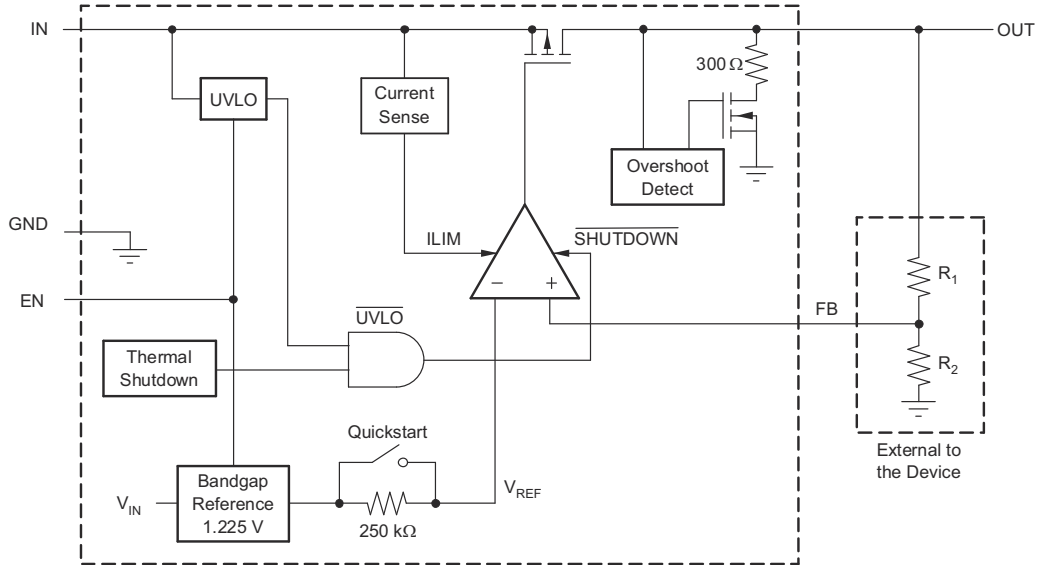 IN
OUT
300 Ω
UVLO
Current
Sense
Overshoot
Detect
GND
ILIM
SHUTDOWN
− +
R1
EN
FB
UVLO
Thermal
Shutdown
R2
Quickstart
External to
the Device
VIN
Bandgap
Reference
1.225 V
VREF
250 kΩ